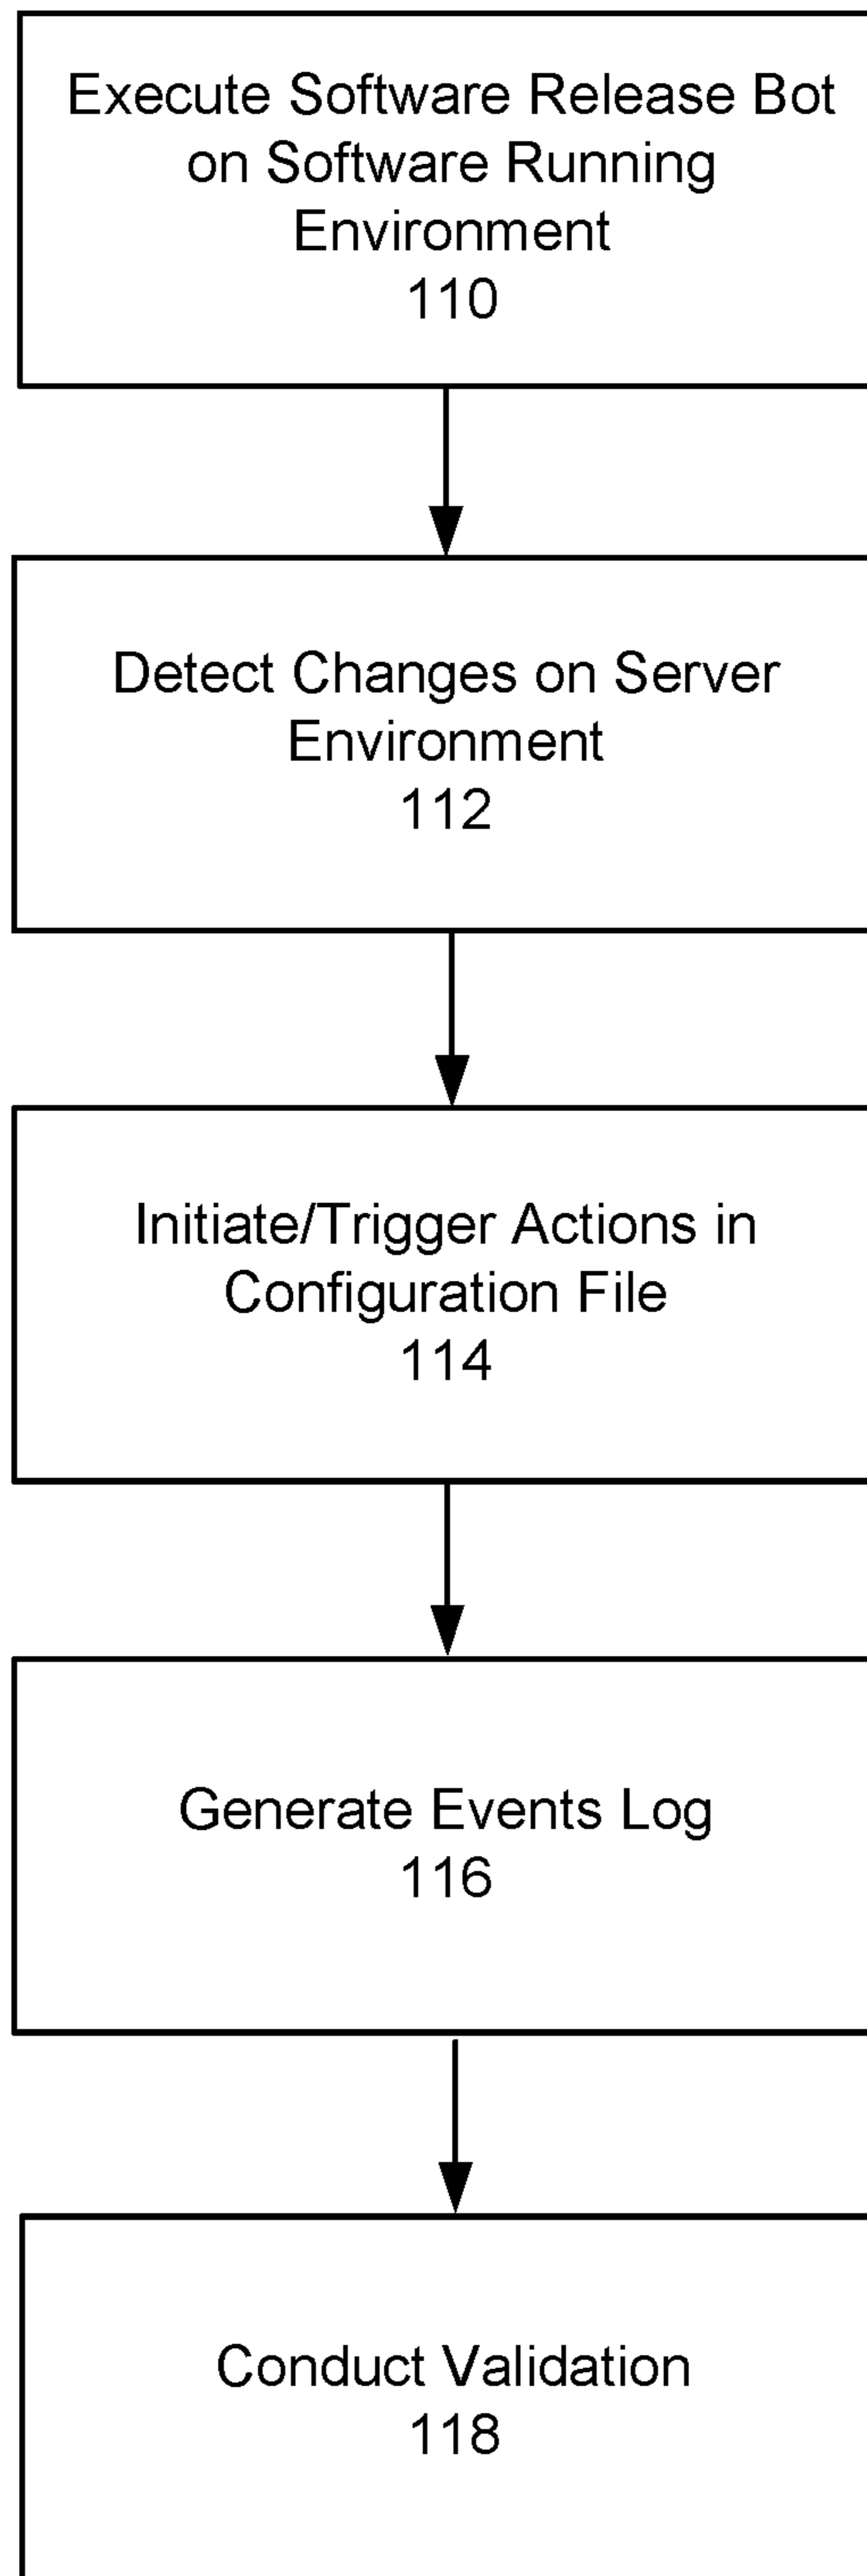 Execute Software Release Bot
on Software Running
Environment
110
Detect Changes on Server
Environment
112
Initiate/Trigger Actions in
Configuration File
114
Generate Events Log
116
Conduct Validation
118